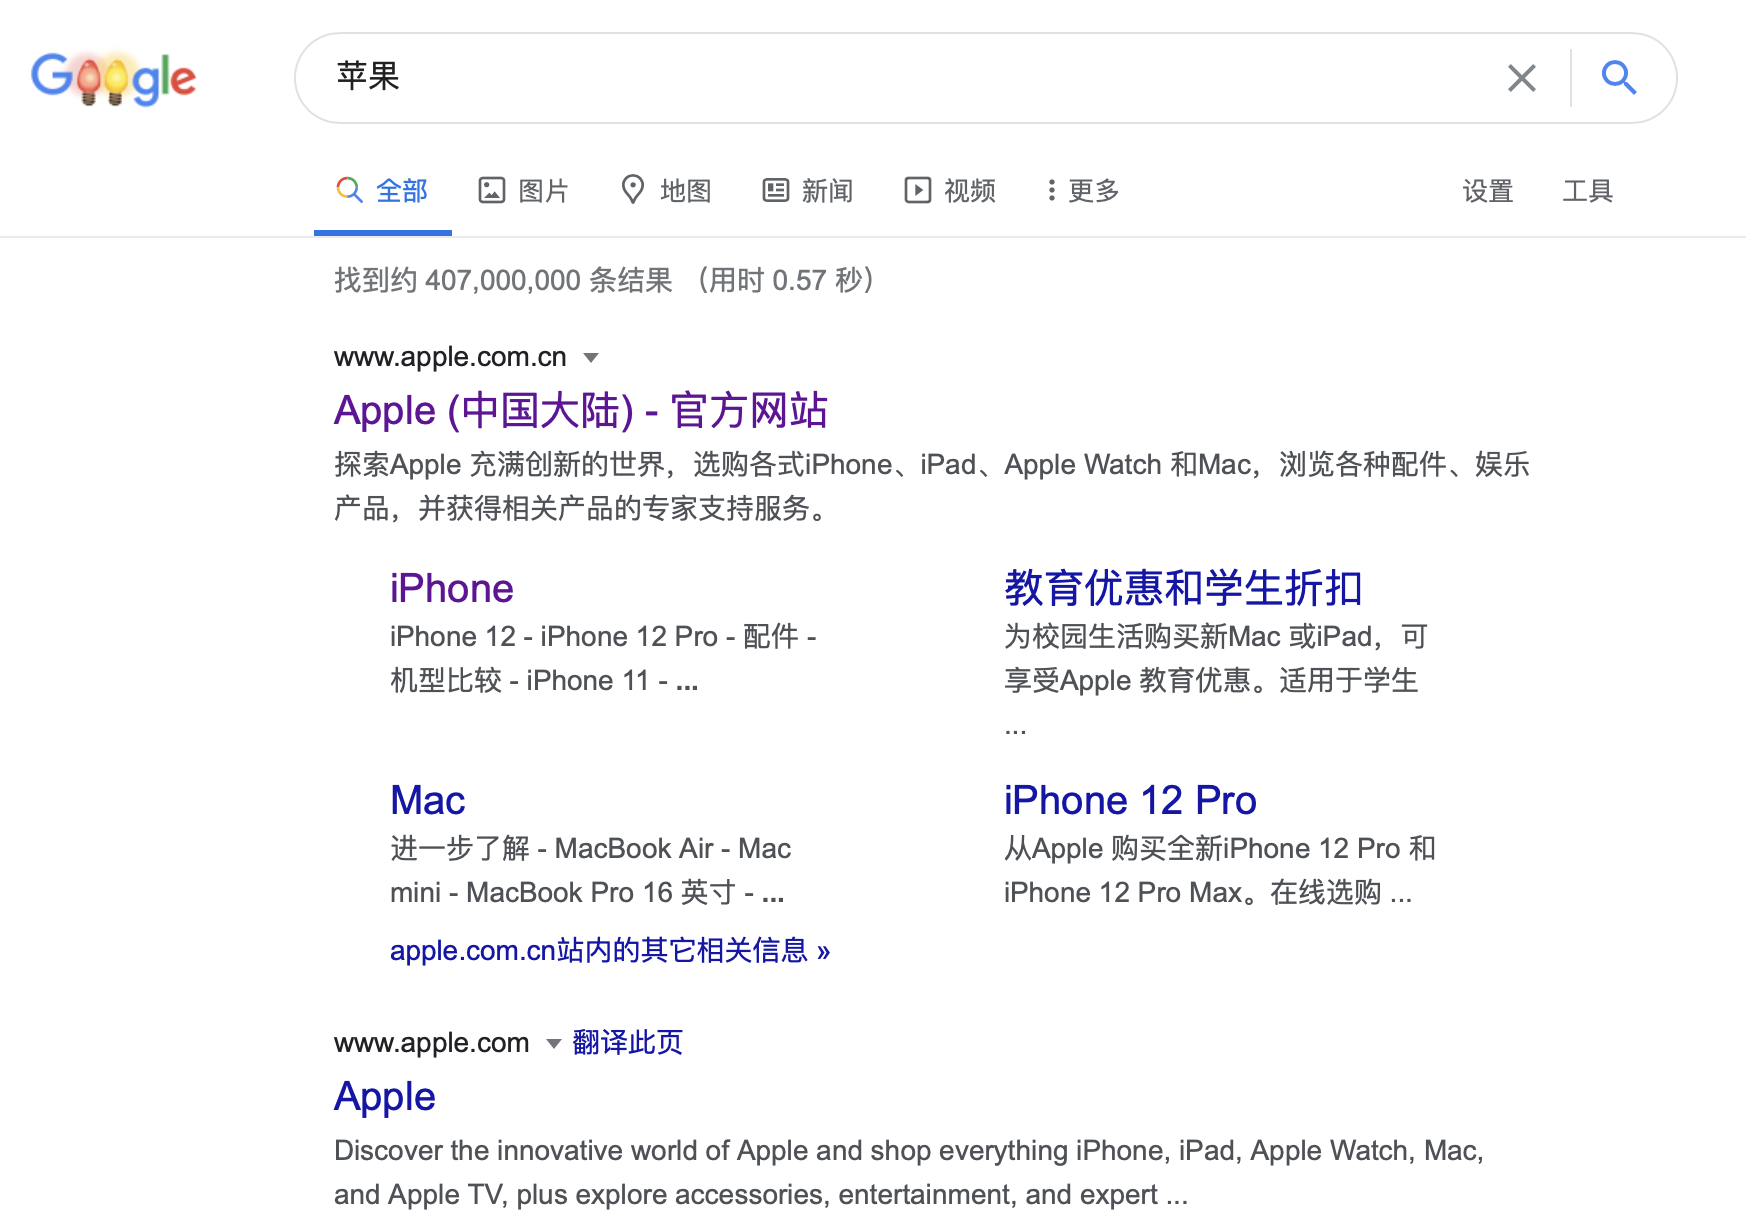 Google
苹果
全部 图片 地图 新闻 视频 更多 设置 工具
找到约 407,000,000 条结果 （用时 0.57 秒）
www.apple.com.cn
Apple (中国大陆) - 官方网站
探索Apple 充满创新的世界，选购各式iPhone、iPad、Apple Watch 和Mac，浏览各种配件、娱乐
产品，并获得相关产品的专家支持服务。
iPhone
iPhone 12 - iPhone 12 Pro - 配件 -
机型比较 - iPhone 11 - ...
教育优惠和学生折扣
为校园生活购买新Mac 或iPad，可
享受Apple 教育优惠。适用于学生
...
Mac
进一步了解 - MacBook Air - Mac
mini - MacBook Pro 16 英寸 - ...
iPhone 12 Pro
从Apple 购买全新iPhone 12 Pro 和
iPhone 12 Pro Max。在线选购 ...
apple.com.cn站内的其它相关信息 »
www.apple.com 翻译此页
Apple
Discover the innovative world of Apple and shop everything iPhone, iPad, Apple Watch, Mac,
and Apple TV, plus explore accessories, entertainment, and expert ...